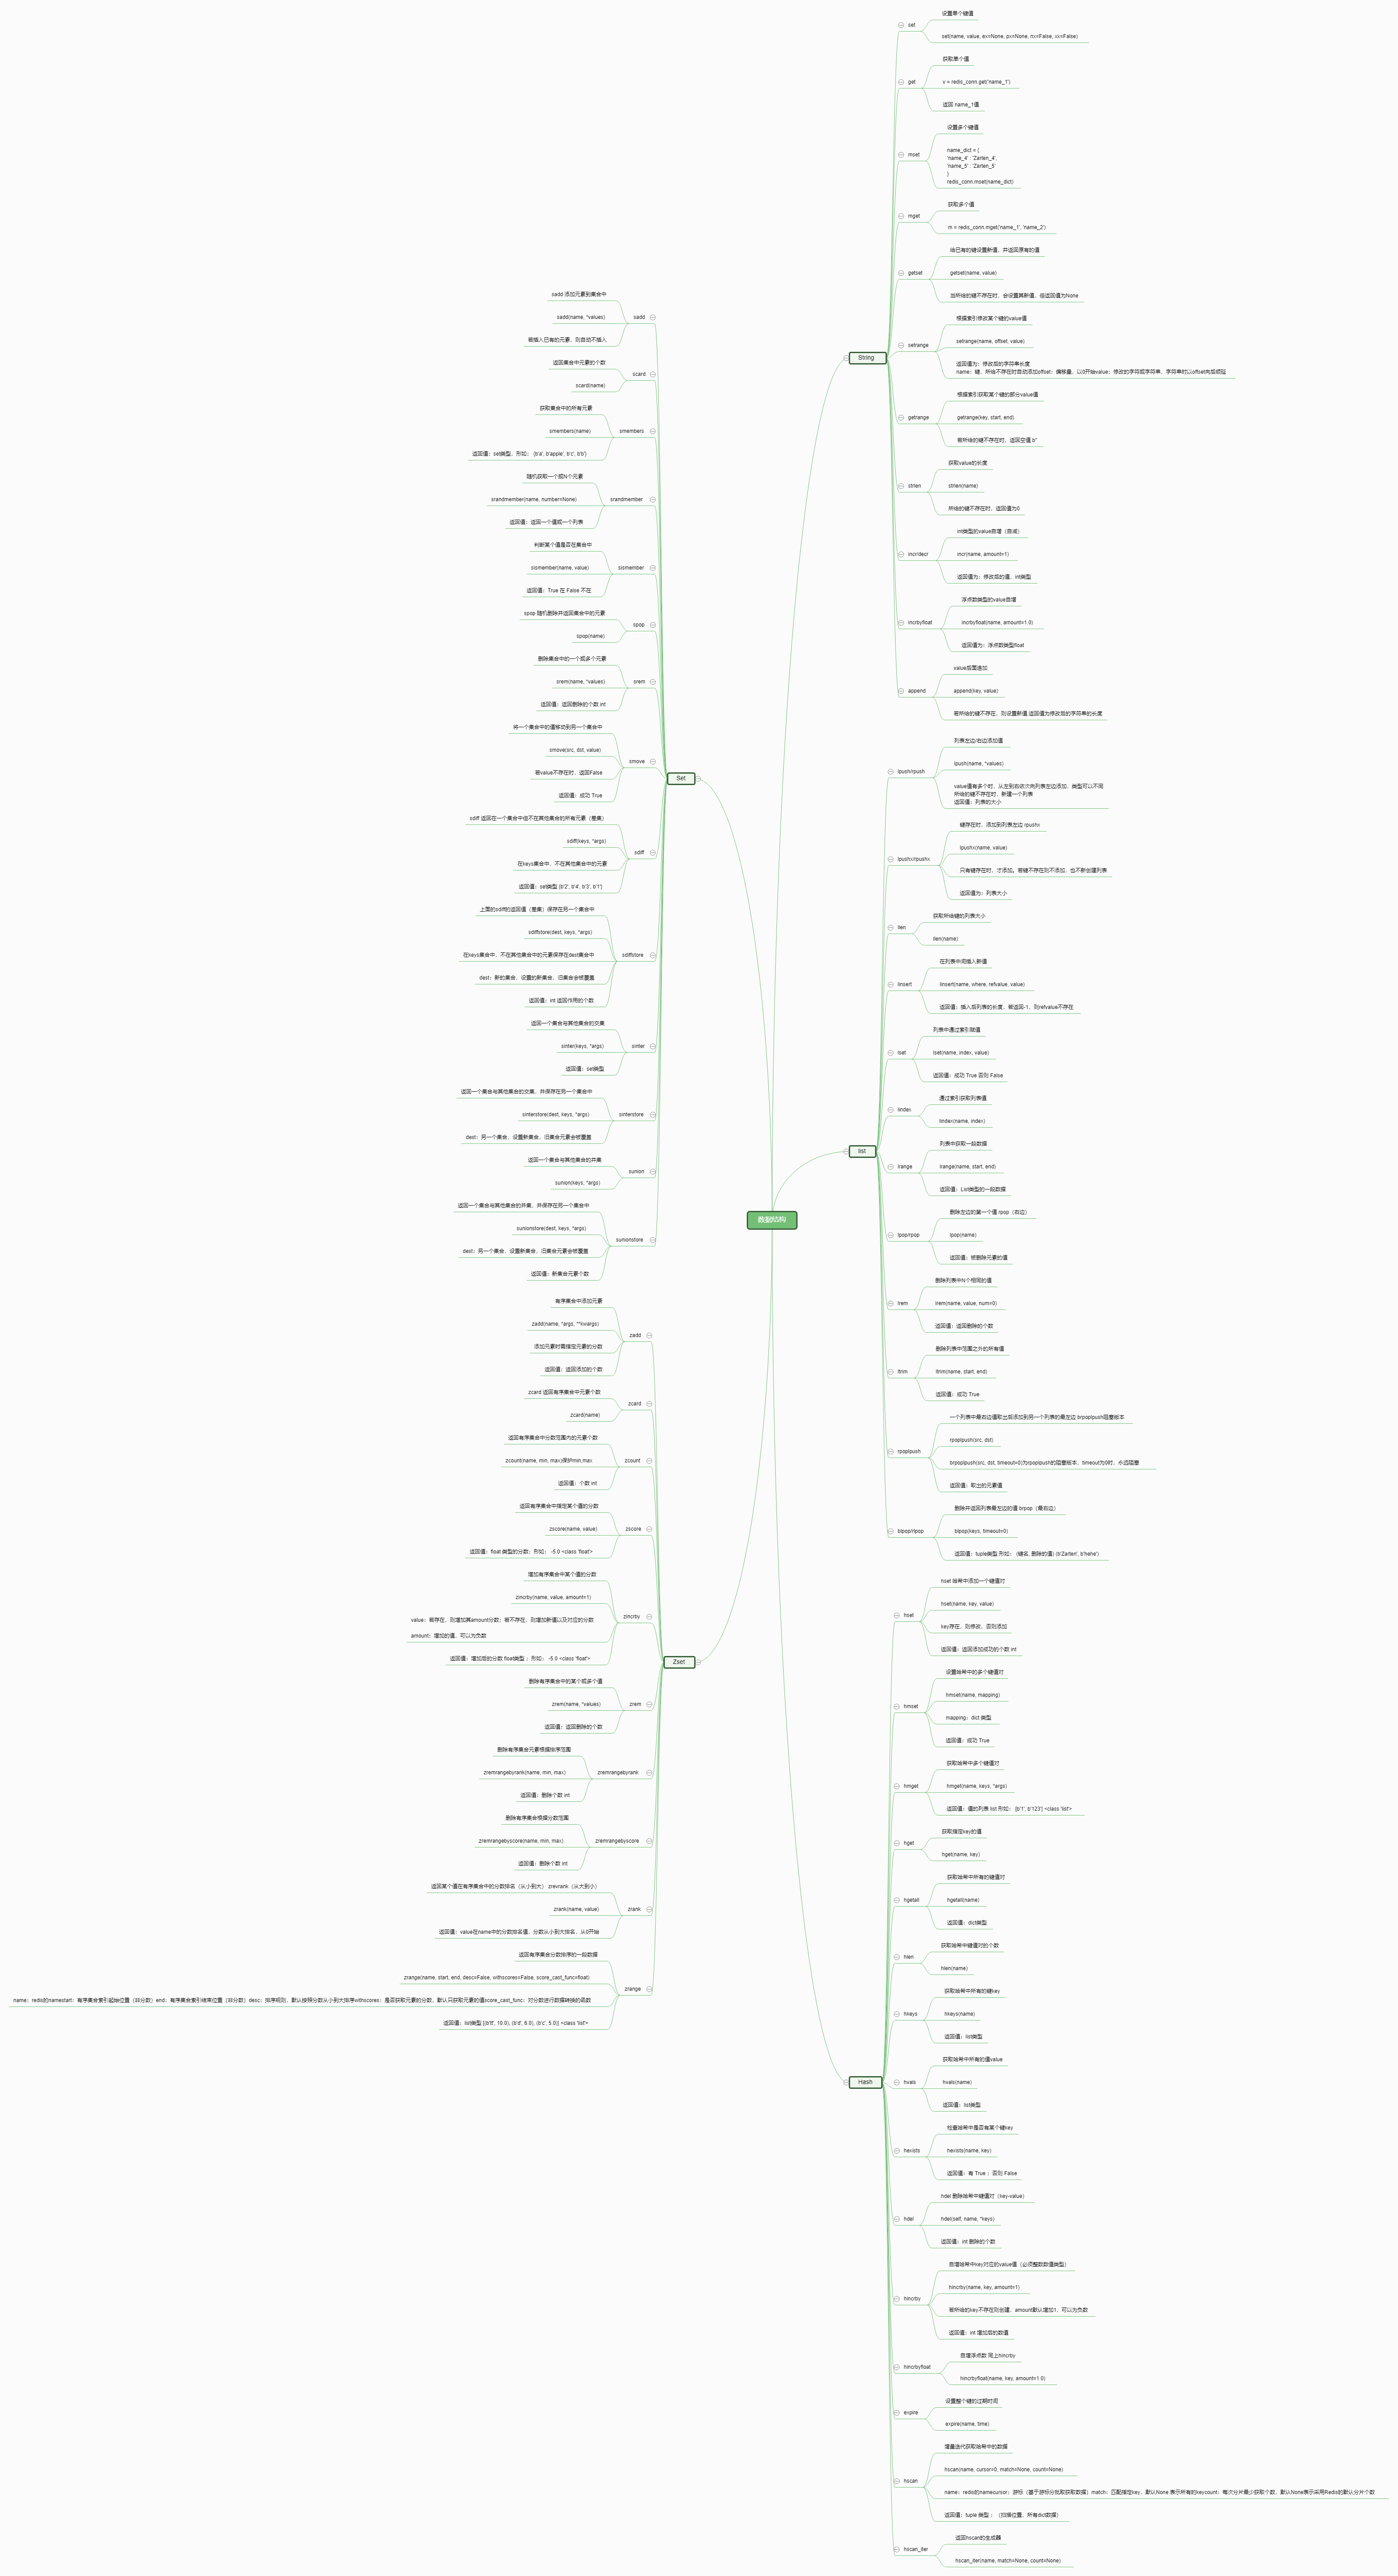 数据结构
String
set
设置单个键值
set(name, value, ex=None, px=None, nx=False, xx=False)
get
获取单个值
v = redis_conn.get('name_1')
返回 name_1值
mset
设置多个键值
name_dict = {
'name_4' : 'Zarten_4',
'name_5' : 'Zarten_5'
}
redis_conn.mset(name_dict)
mget
获取多个值
m = redis_conn.mget('name_1', 'name_2')
getset
给已有的键设置新值，并返回原有的值
getset(name, value)
当所给的键不存在时，会设置其新值，但返回值为None
setrange
根据索引修改某个键的value值
setrange(name, offset, value)
返回值为：修改后的字符串长度
name：键，所给不存在时自动添加offset：偏移量，以0开始value：修改的字符或字符串，字符串时以offset向后顺延
getrange
根据索引获取某个键的部分value值
getrange(key, start, end)
若所给的键不存在时，返回空值 b''
strlen
获取value的长度
strlen(name)
所给的键不存在时，返回值为0
incr/decr
int类型的value自增（自减）
incr(name, amount=1)
返回值为：修改后的值，int类型
incrbyfloat
浮点数类型的value自增
incrbyfloat(name, amount=1.0)
返回值为：浮点数类型float
append
value后面追加
append(key, value)
若所给的键不存在，则设置新值 返回值为修改后的字符串的长度
list
lpush/rpush
列表左边/右边添加值
lpush(name, *values)
value值有多个时，从左到右依次向列表左边添加，类型可以不同
所给的键不存在时，新建一个列表
返回值：列表的大小
lpushx/rpushx
键存在时，添加到列表左边 rpushx
lpushx(name, value)
只有键存在时，才添加。若键不存在则不添加，也不新创建列表
返回值为：列表大小
llen
获取所给键的列表大小
llen(name)
linsert
在列表中间插入新值
linsert(name, where, refvalue, value)
返回值：插入后列表的长度，若返回-1，则refvalue不存在
lset
列表中通过索引赋值
lset(name, index, value)
返回值：成功 True 否则 False
lindex
通过索引获取列表值
lindex(name, index)
lrange
列表中获取一段数据
lrange(name, start, end)
返回值：List类型的一段数据
lpop/rpop
删除左边的第一个值 rpop（右边）
lpop(name)
返回值：被删除元素的值
lrem
删除列表中N个相同的值
lrem(name, value, num=0)
返回值：返回删除的个数
ltrim
删除列表中范围之外的所有值
ltrim(name, start, end)
返回值：成功 True
rpoplpush
一个列表中最右边值取出后添加到另一个列表的最左边 brpoplpush阻塞版本
rpoplpush(src, dst)
brpoplpush(src, dst, timeout=0)为rpoplpush的阻塞版本，timeout为0时，永远阻塞
返回值：取出的元素值
blpop/rlpop
删除并返回列表最左边的值 brpop（最右边）
blpop(keys, timeout=0)
返回值：tuple类型 形如： (键名, 删除的值) (b'Zarten', b'hehe')
Hash
hset
hset 哈希中添加一个键值对
hset(name, key, value)
key存在，则修改，否则添加
返回值：返回添加成功的个数 int
hmset
设置哈希中的多个键值对
hmset(name, mapping)
mapping：dict 类型
返回值：成功 True
hmget
获取哈希中多个键值对
hmget(name, keys, *args)
返回值：值的列表 list 形如： [b'1', b'123'] <class 'list'>
hget
获取指定key的值
hget(name, key)
hgetall
获取哈希中所有的键值对
hgetall(name)
返回值：dict类型
hlen
获取哈希中键值对的个数
hlen(name)
hkeys
获取哈希中所有的键key
hkeys(name)
返回值：list类型
hvals
获取哈希中所有的值value
hvals(name)
返回值：list类型
hexists
检查哈希中是否有某个键key
hexists(name, key)
返回值：有 True ；否则 False
hdel
hdel 删除哈希中键值对（key-value）
hdel(self, name, *keys)
返回值：int 删除的个数
hincrby
自增哈希中key对应的value值（必须整数数值类型）
hincrby(name, key, amount=1)
若所给的key不存在则创建，amount默认增加1，可以为负数
返回值：int 增加后的数值
hincrbyfloat
自增浮点数 同上hincrby
hincrbyfloat(name, key, amount=1.0)
expire
设置整个键的过期时间
expire(name, time)
hscan
增量迭代获取哈希中的数据
hscan(name, cursor=0, match=None, count=None)
name：redis的namecursor：游标（基于游标分批取获取数据）match：匹配指定key，默认None 表示所有的keycount：每次分片最少获取个数，默认None表示采用Redis的默认分片个数
返回值：tuple 类型 ；（扫描位置，所有dict数据）
hscan_iter
返回hscan的生成器
hscan_iter(name, match=None, count=None)
Set
sadd
sadd 添加元素到集合中
sadd(name, *values)
若插入已有的元素，则自动不插入
scard
返回集合中元素的个数
scard(name)
smembers
获取集合中的所有元素
smembers(name)
返回值：set类型，形如： {b'a', b'apple', b'c', b'b'}
srandmember
随机获取一个或N个元素
srandmember(name, number=None)
返回值：返回一个值或一个列表
sismember
判断某个值是否在集合中
sismember(name, value)
返回值：True 在 False 不在
spop
spop 随机删除并返回集合中的元素
spop(name)
srem
删除集合中的一个或多个元素
srem(name, *values)
返回值：返回删除的个数 int
smove
将一个集合中的值移动到另一个集合中
smove(src, dst, value)
若value不存在时，返回False
返回值：成功 True
sdiff
sdiff 返回在一个集合中但不在其他集合的所有元素（差集）
sdiff(keys, *args)
在keys集合中，不在其他集合中的元素
返回值：set类型 {b'2', b'4', b'3', b'1'}
sdiffstore
上面的sdiff的返回值（差集）保存在另一个集合中
sdiffstore(dest, keys, *args)
在keys集合中，不在其他集合中的元素保存在dest集合中
dest：新的集合，设置的新集合，旧集合会被覆盖
返回值：int 返回作用的个数
sinter
返回一个集合与其他集合的交集
sinter(keys, *args)
返回值：set类型
sinterstore
返回一个集合与其他集合的交集，并保存在另一个集合中
sinterstore(dest, keys, *args)
dest：另一个集合，设置新集合，旧集合元素会被覆盖
sunion
返回一个集合与其他集合的并集
sunion(keys, *args)
sunionstore
返回一个集合与其他集合的并集，并保存在另一个集合中
sunionstore(dest, keys, *args)
dest：另一个集合，设置新集合，旧集合元素会被覆盖
返回值：新集合元素个数
Zset
zadd
有序集合中添加元素
zadd(name, *args, **kwargs)
添加元素时需指定元素的分数
返回值：返回添加的个数
zcard
zcard 返回有序集合中元素个数
zcard(name)
zcount
返回有序集合中分数范围内的元素个数
zcount(name, min, max)保护min,max
返回值：个数 int
zscore
返回有序集合中指定某个值的分数
zscore(name, value)
返回值：float 类型的分数；形如： -5.0 <class 'float'>
zincrby
增加有序集合中某个值的分数
zincrby(name, value, amount=1)
value：若存在，则增加其amount分数；若不存在，则增加新值以及对应的分数
amount：增加的值，可以为负数
返回值：增加后的分数 float类型 ；形如： -5.0 <class 'float'>
zrem
删除有序集合中的某个或多个值
zrem(name, *values)
返回值：返回删除的个数
zremrangebyrank
删除有序集合元素根据排序范围
zremrangebyrank(name, min, max)
返回值：删除个数 int
zremrangebyscore
删除有序集合根据分数范围
zremrangebyscore(name, min, max)
返回值：删除个数 int
zrank
返回某个值在有序集合中的分数排名（从小到大） zrevrank（从大到小）
zrank(name, value)
返回值：value在name中的分数排名值，分数从小到大排名，从0开始
zrange
返回有序集合分数排序的一段数据
zrange(name, start, end, desc=False, withscores=False, score_cast_func=float)
name：redis的namestart：有序集合索引起始位置（非分数）end：有序集合索引结束位置（非分数）desc：排序规则，默认按照分数从小到大排序withscores：是否获取元素的分数，默认只获取元素的值score_cast_func：对分数进行数据转换的函数